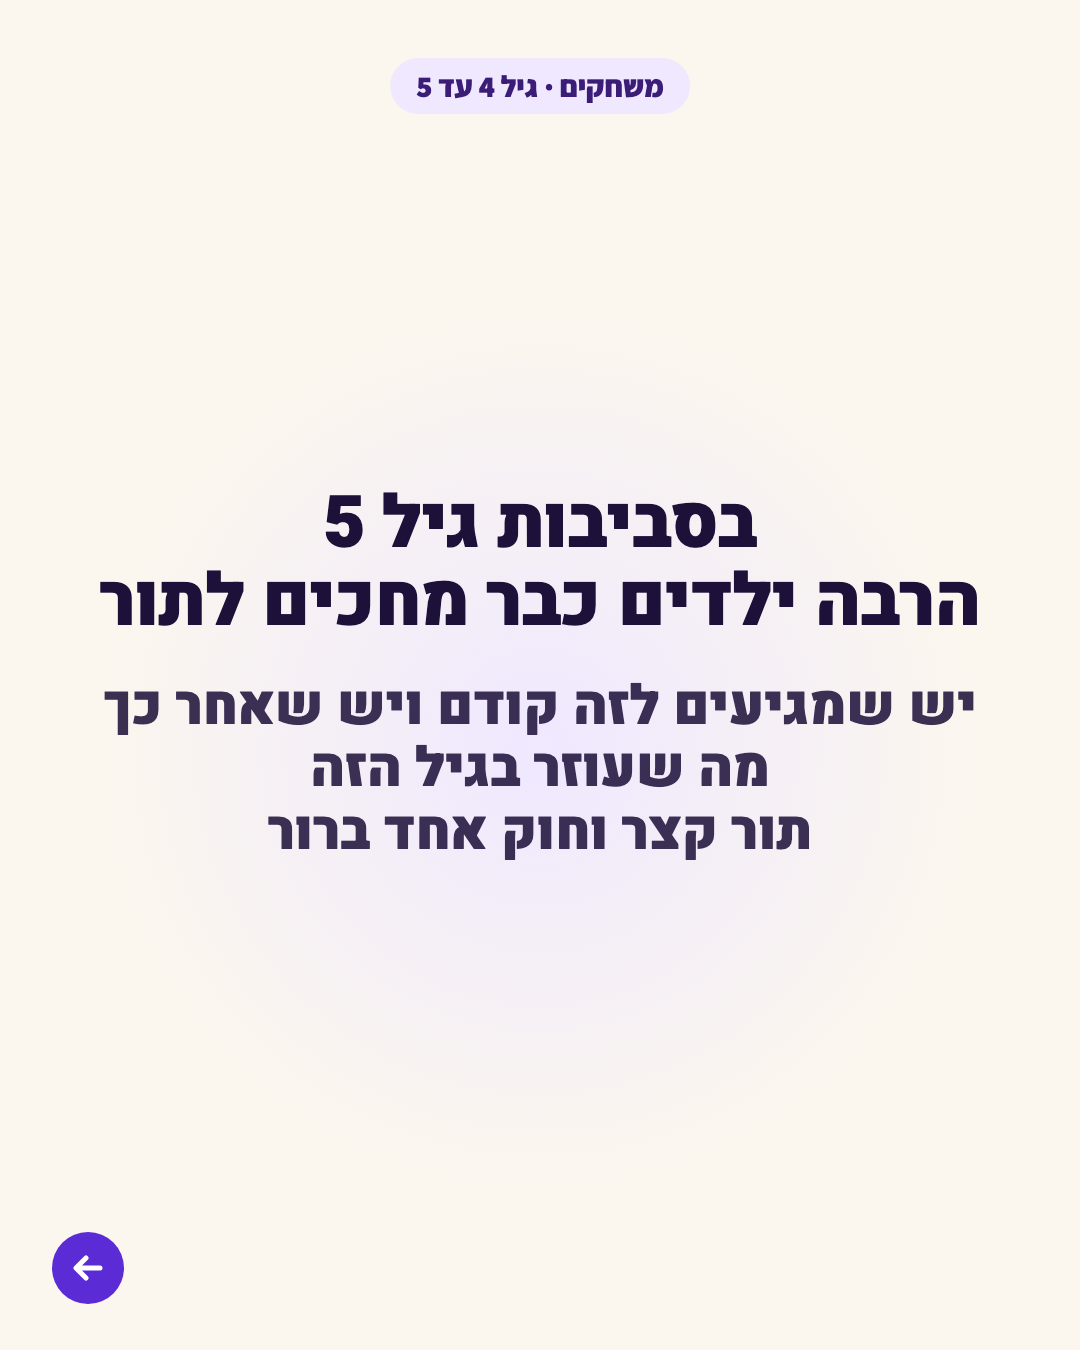 משחקים · גיל 4 עד 5
בסביבות גיל 5
הרבה ילדים כבר מחכים לתור
יש שמגיעים לזה קודם ויש שאחר כך
מה שעוזר בגיל הזה
תור קצר וחוק אחד ברור